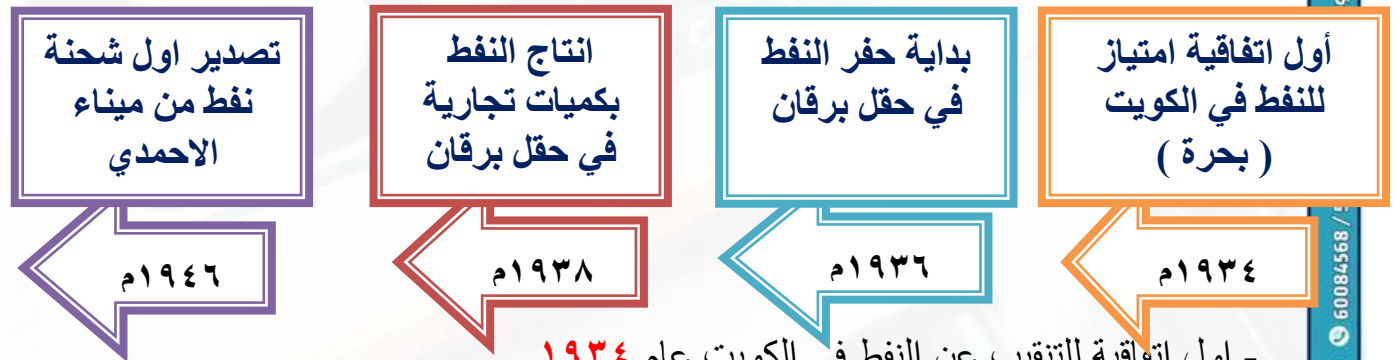 أول اتفاقية امتياز
للنفط في الكويت
( بحرة )
١٩٣٤م
بداية حفر النفط
في حقل برقان
١٩٣٦م
انتاج النفط
بكميات تجارية
في حقل برقان
١٩٣٨م
تصدير اول شحنة
نفط من ميناء
الاحمدي
١٩٤٦م
- اول اتفاقية للتنقيب عن النفط في الكويت عام ١٩٣٤
60084568 /